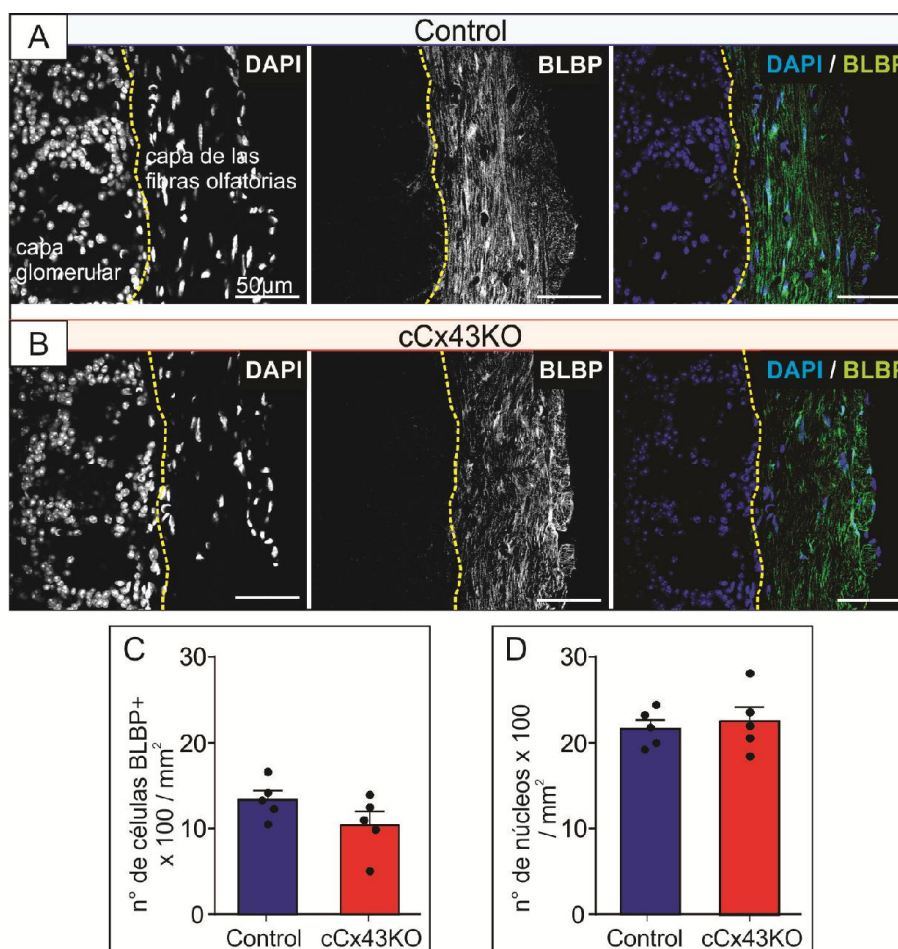 A
Control
DAPI
BLBP
DAPI / BLBP
capa de las
fibras olfatorias
capa
glomerular
50µm
B
cCx43KO
DAPI
BLBP
DAPI / BLBP
C
n° de células BLBP+
x 100 / mm²
30
20
10
0
Control
cCx43KO
D
n° de núcleos x 100
/ mm²
30
20
10
0
Control
cCx43KO